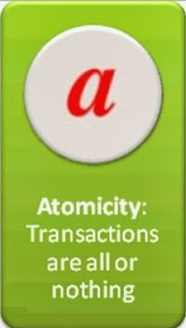 a
Atomicity:
Transactions
are all or
nothing